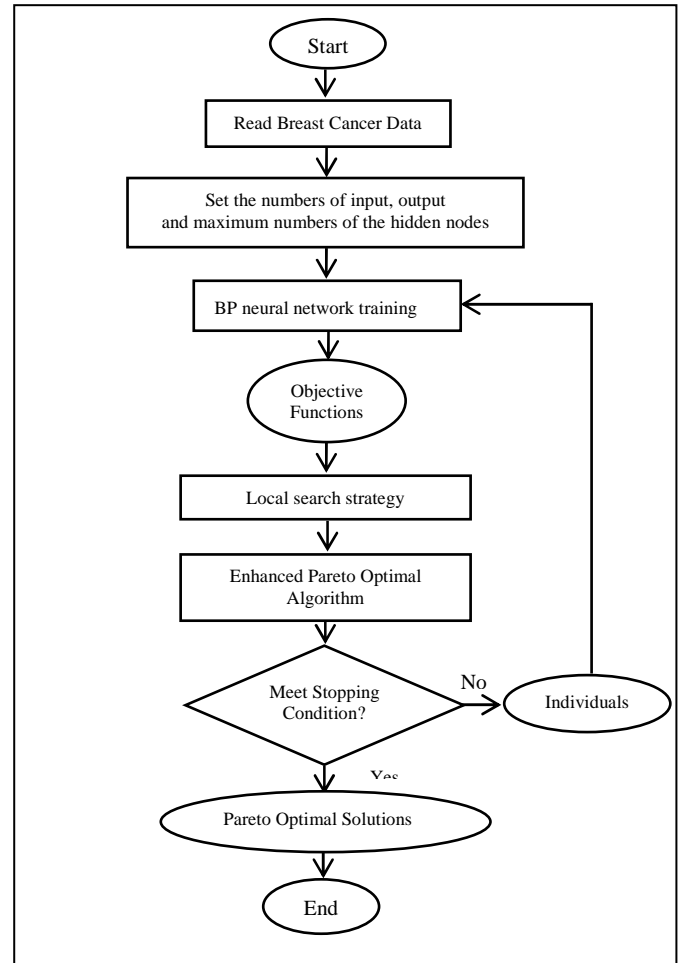 Start
Read Breast Cancer Data
Set the numbers of input, output
and maximum numbers of the hidden nodes
BP neural network training
Objective
Functions
Local search strategy
Enhanced Pareto Optimal
Algorithm
Meet Stopping
Condition?
No
Individuals
Yes
Pareto Optimal Solutions
End